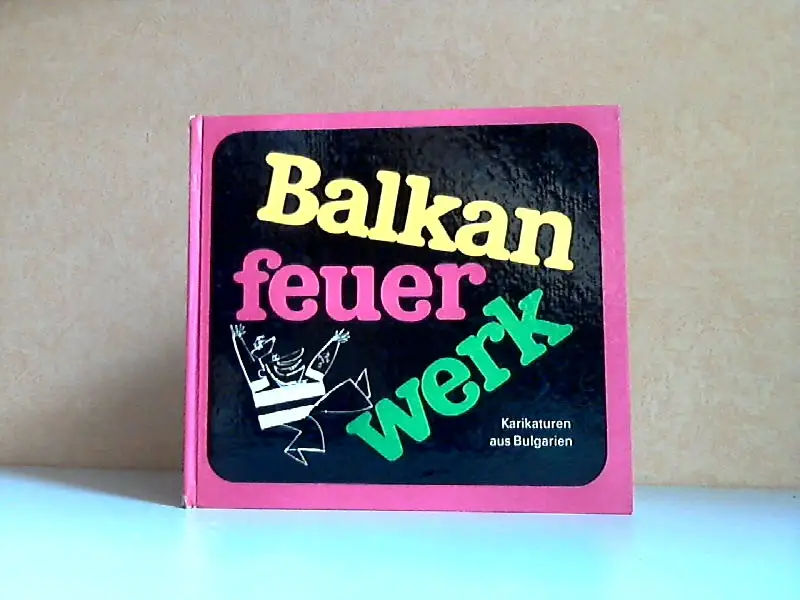 Balkan
feuer
werk
Karikaturen
aus Bulgarien